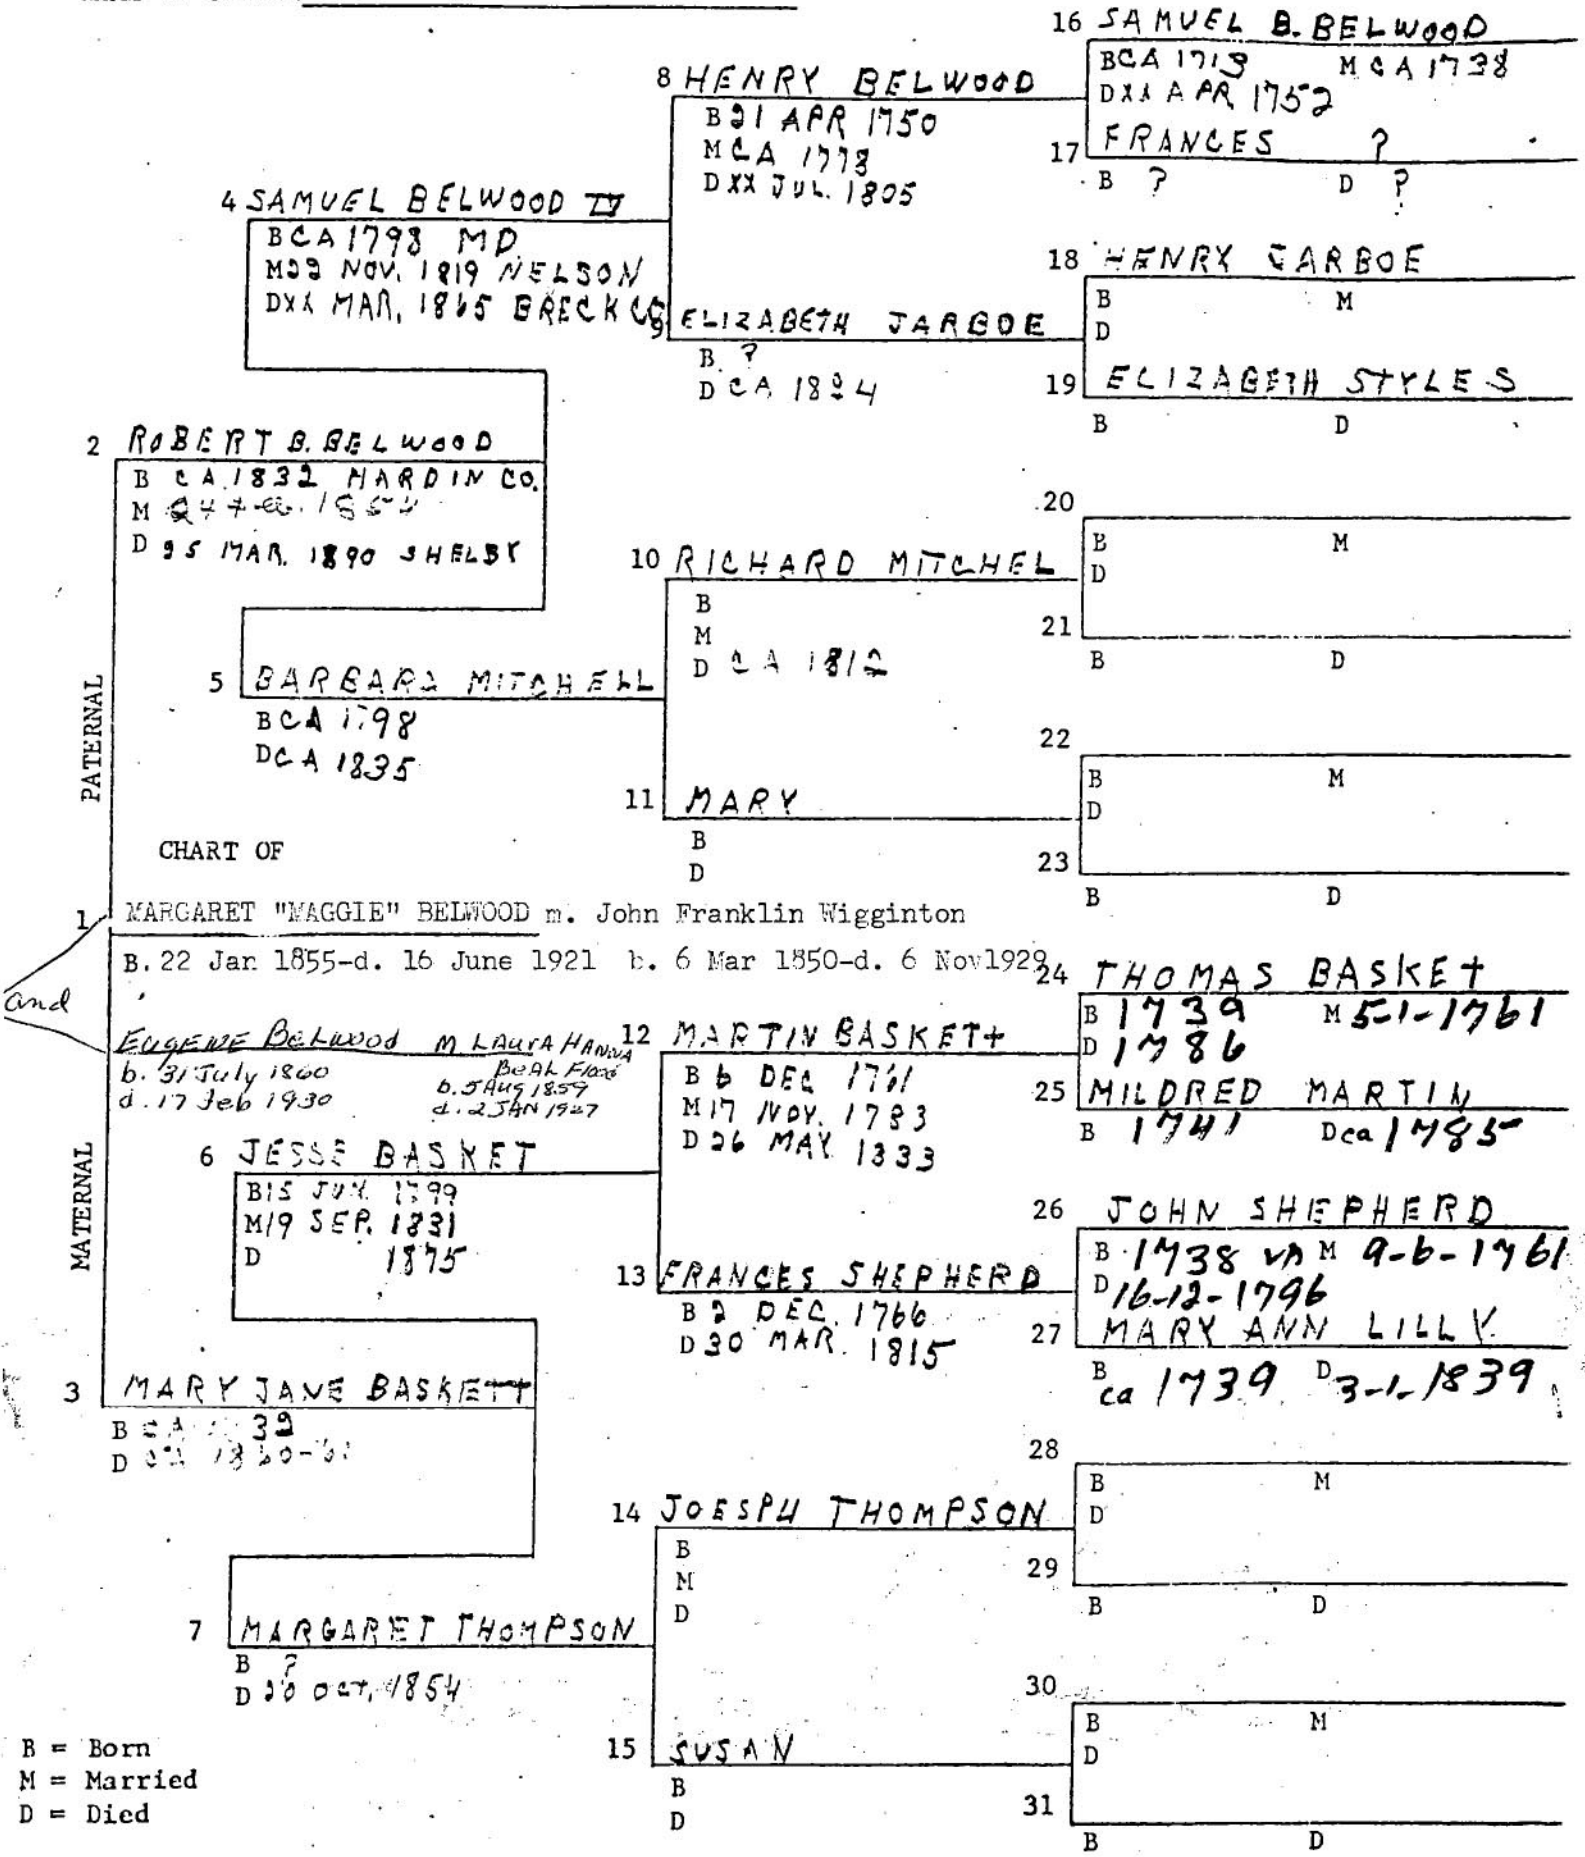 16 SAMUEL B. BELWOOD
BCA 1713 MCA 1738
DXX APR 1752
17 FRANCES ?
B ? D ?
8 HENRY BELWOOD
B 21 APR 1750
MCA 1778
DXX JUL. 1805
4 SAMUEL BELWOOD IV
BCA 1798 MD
M22 NOV. 1819 NELSON
DXX MAR, 1865 BRECK CO
18 HENRY JARBOE
B M
D
9 ELIZABETH JARBOE
B ?
D CA 1824
19 ELIZABETH STYLES
B D
2 ROBERT B. BELWOOD
B CA 1832 HARDIN CO.
M
D 25 MAR. 1890 SHELBY
20
B M
D
10 RICHARD MITCHEL
B
M
D CA 1812
21
B D
5 BARBARA MITCHELL
BCA 1798
DCA 1835
PATERNAL
22
B M
D
11 MARY
B
D
23
B D
CHART OF
1 MARGARET "MAGGIE" BELWOOD m. John Franklin Wigginton
B. 22 Jan 1855-d. 16 June 1921 b. 6 Mar 1850-d. 6 Nov1929
and
EUGENE BELWOOD M LAURA HANNA
b. 31 July 1860
d. 17 Feb 1930
b. 5 Aug 1859
d. 2 JAN 1927
24 THOMAS BASKEt
B 1739 M 5-1-1761
D 1786
12 MARTIN BASKETt
B 6 DEC 1761
M 17 NOV. 1783
D 26 MAY 1833
25 MILDRED MARTIN
B 1741 Dca 1785
MATERNAL
6 JESSE BASKET
B15 JUN. 1799
M19 SEP. 1831
D 1875
26 JOHN SHEPHERD
B 1738 VA M 9-6-1761
D 16-12-1796
13 FRANCES SHEPHERD
B 2 DEC. 1766
D 30 MAR. 1815
27 MARY ANN LILLY
B ca 1739 D 3-1-1839
3 MARY JANE BASKETT
B CA 32
D CA
28
B M
D
14 JOESPH THOMPSON
B
M
D
29
B D
7 MARGARET THOMPSON
B ?
D 20 OCT, 1854
30
B M
D
15 SUSAN
B
D
31
B D
B = Born
M = Married
D = Died